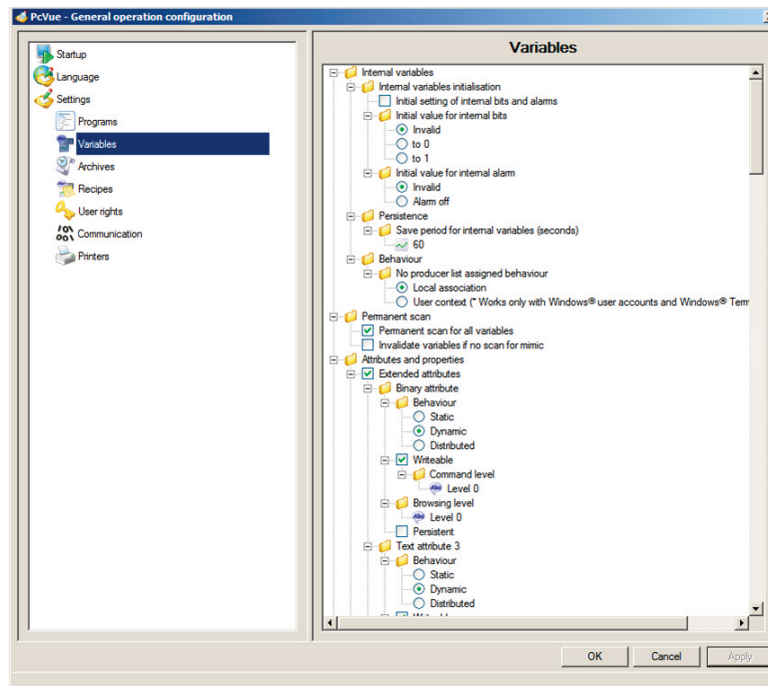 PcVue - General operation configuration
Startup
Language
Settings
Programs
Variables
Archives
Recipes
User rights
Communication
Printers
Variables
Internal variables
Internal variables initialisation
Initial setting of internal bits and alarms
Initial value for internal bits
Invalid
to 0
to 1
Initial value for internal alarm
Invalid
Alarm off
Persistence
Save period for internal variables (seconds)
60
Behaviour
No producer list assigned behaviour
Local association
User context (* Works only with Windows® user accounts and Windows® Term
Permanent scan
Permanent scan for all variables
Invalidate variables if no scan for mimic
Attributes and properties
Extended attributes
Binary attribute
Behaviour
Static
Dynamic
Distributed
Writeable
Command level
Level 0
Browsing level
Level 0
Persistent
Text attribute 3
Behaviour
Static
Dynamic
Distributed
OK Cancel Apply